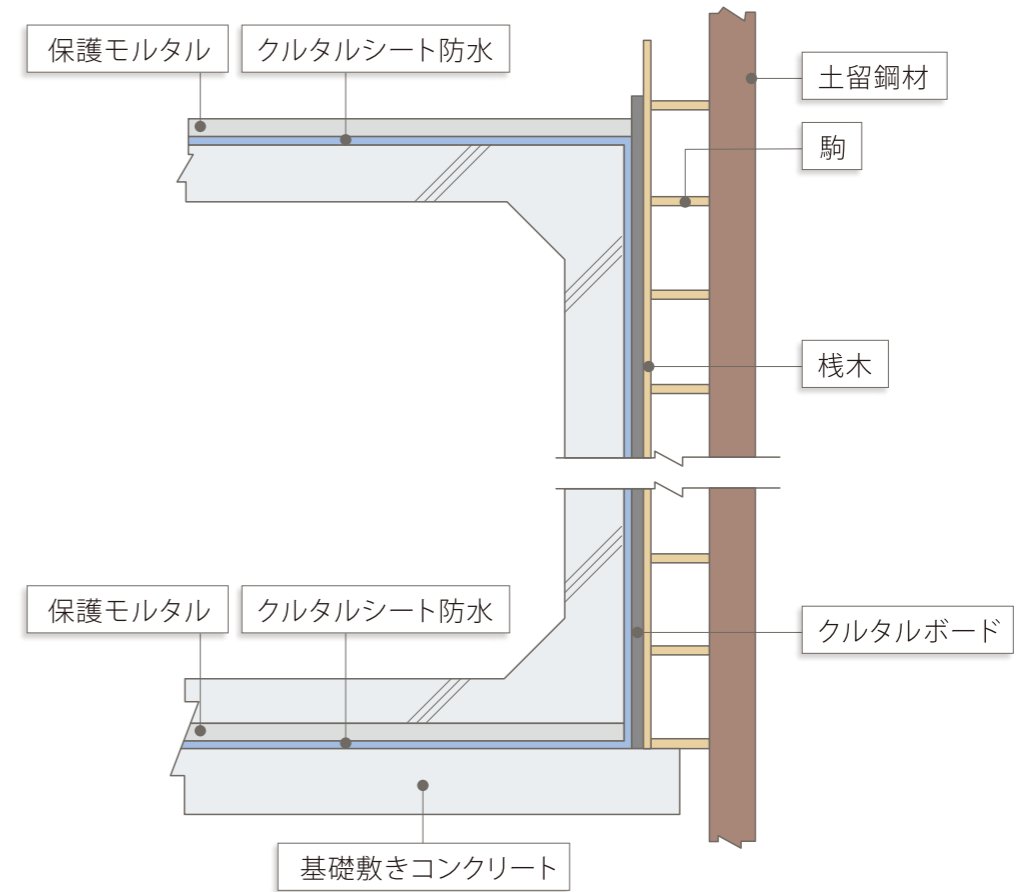 保護モルタル
クルタルシート防水
土留鋼材
駒
桟木
保護モルタル
クルタルシート防水
クルタルボード
基礎敷きコンクリート